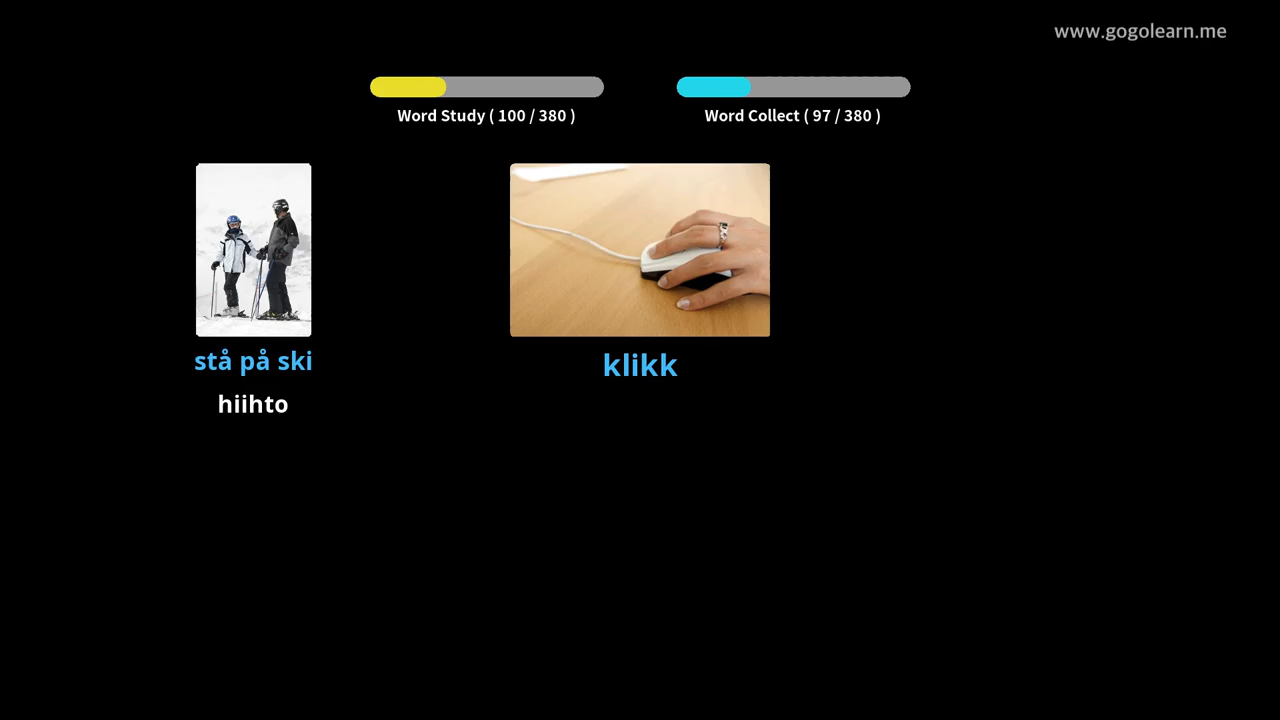 www.gogolearn.me
Word Study ( 100 / 380 )
Word Collect ( 97 / 380 )
stå på ski
hiihto
klikk